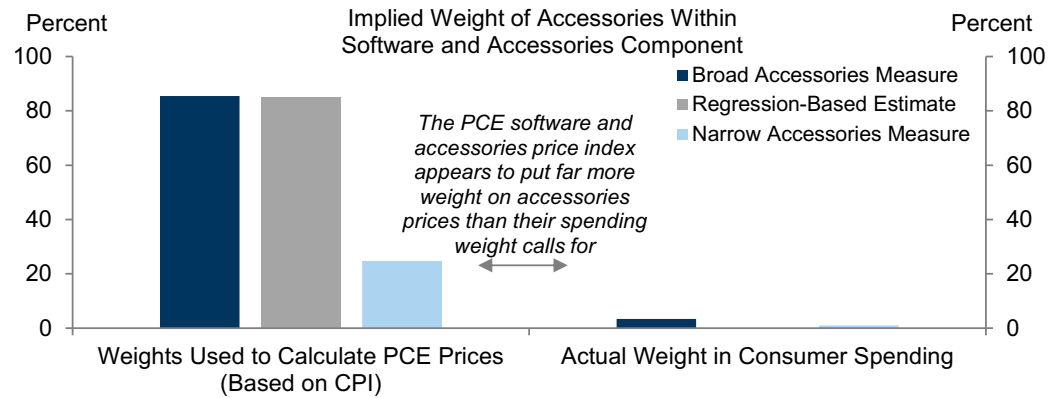 Implied Weight of Accessories Within
Software and Accessories Component
Percent
Percent
100
80
60
40
20
0
100
80
60
40
20
0
Broad Accessories Measure
Regression-Based Estimate
Narrow Accessories Measure
The PCE software and
accessories price index
appears to put far more
weight on accessories
prices than their spending
weight calls for
Weights Used to Calculate PCE Prices
(Based on CPI)
Actual Weight in Consumer Spending